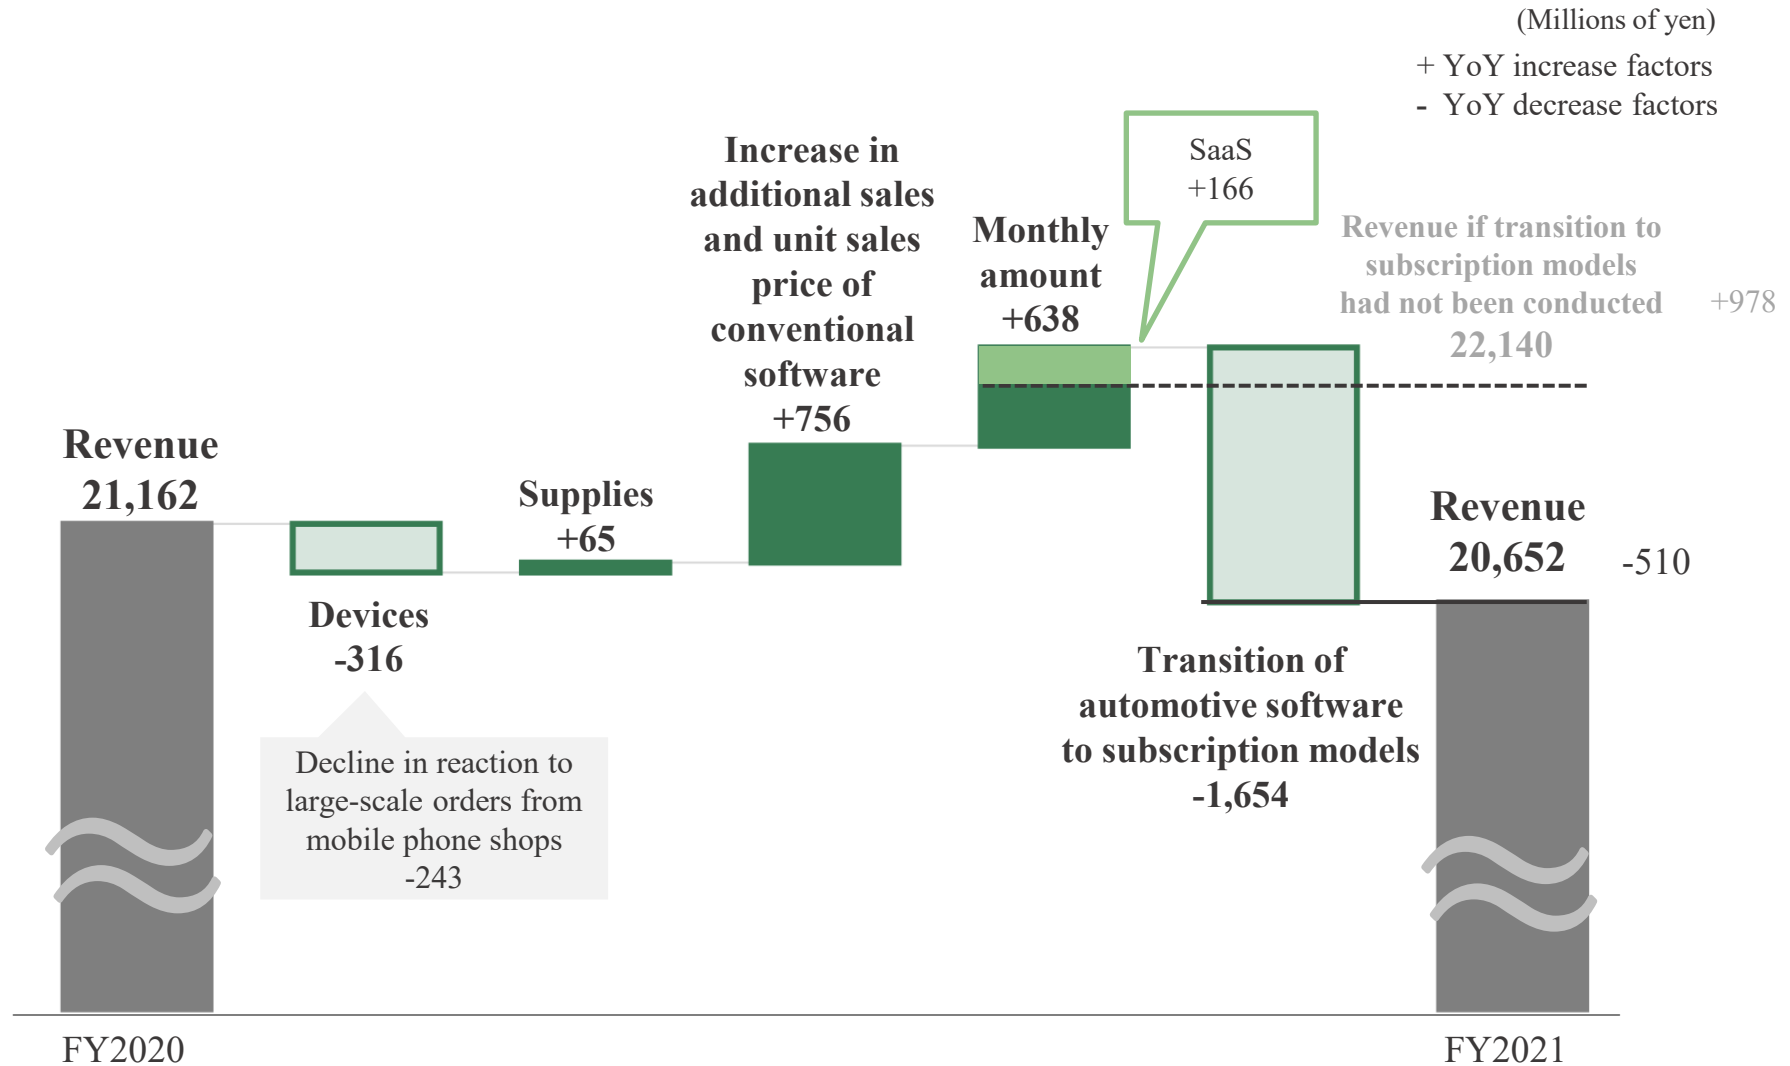 (Millions of yen)
+ YoY increase factors
- YoY decrease factors
Revenue
21,162
Devices
-316
Decline in reaction to
large-scale orders from
mobile phone shops
-243
Supplies
+65
Increase in
additional sales
and unit sales
price of
conventional
software
+756
Monthly
amount
+638
SaaS
+166
Transition of
automotive software
to subscription models
-1,654
Revenue if transition to
subscription models
had not been conducted
22,140
+978
Revenue
20,652
-510
FY2020
FY2021